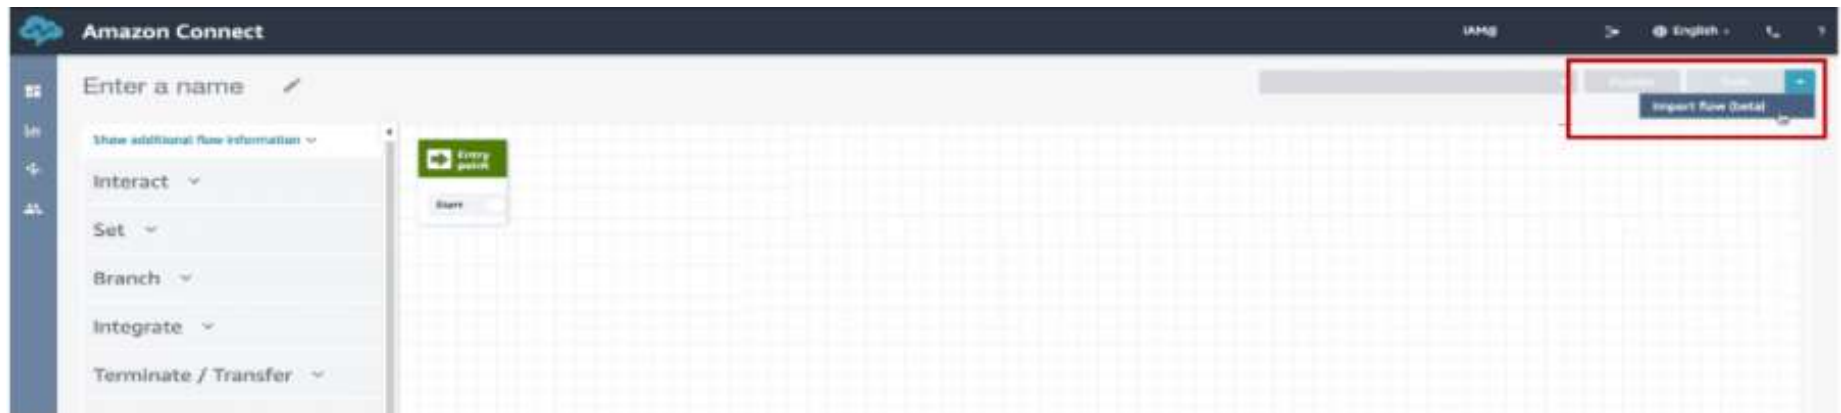 Amazon Connect
IAM@
English
?
Enter a name
Import flow (beta)
Show additional flow information
Entry
point
Interact
Start
Set
Branch
Integrate
Terminate / Transfer